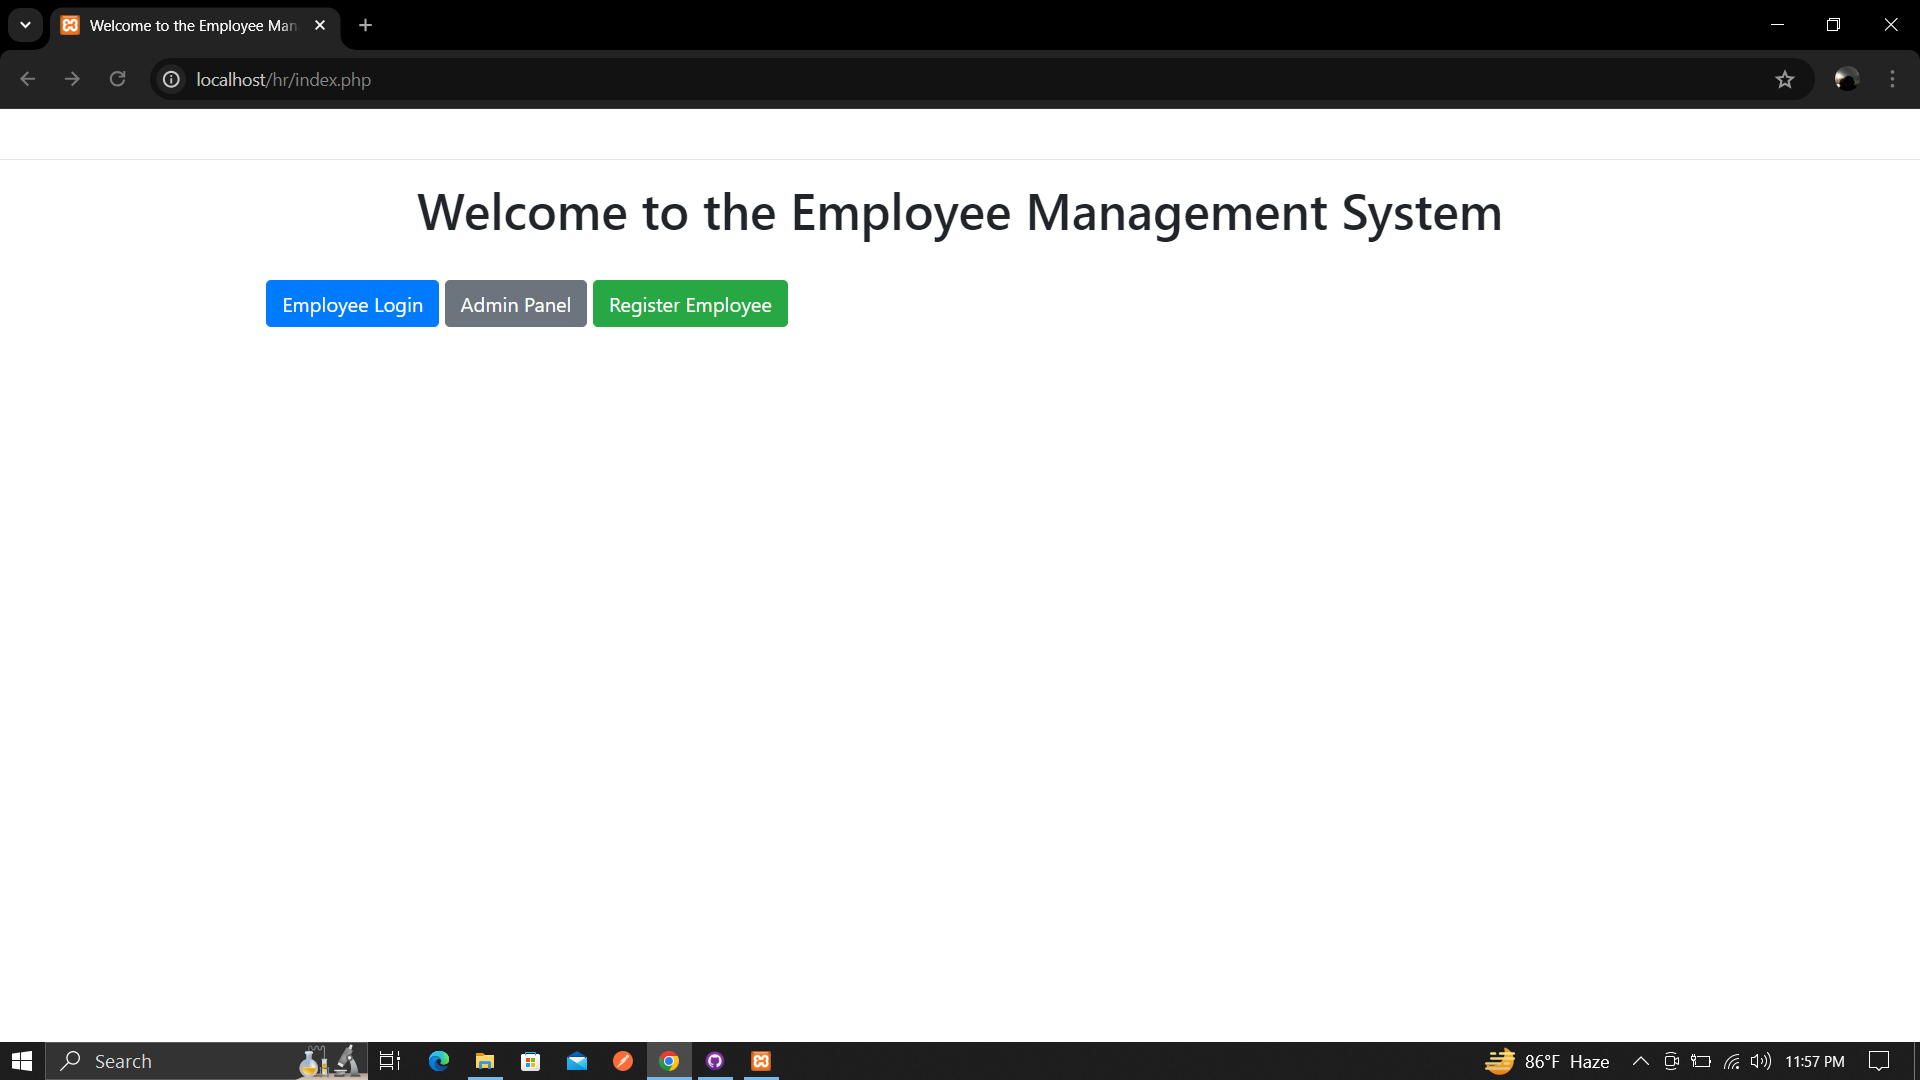 Welcome to the Employee Man
localhost/hr/index.php
Welcome to the Employee Management System
Employee Login
Admin Panel
Register Employee
Search
86°F Haze
11:57 PM